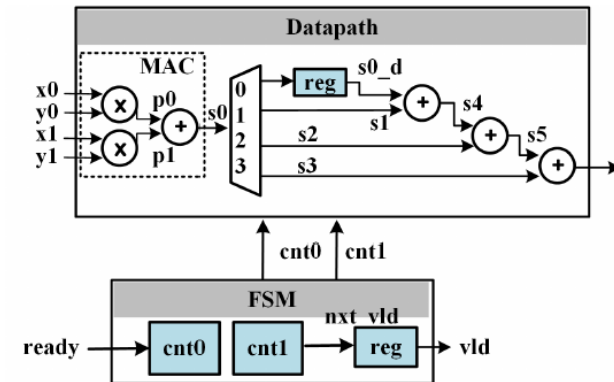 Datapath
MAC
x0
y0
x1
y1
x
x
p0
p1
+
s0
0
1
2
3
reg
s0_d
s1
s2
s3
+
s4
+
s5
+
cnt0
cnt1
FSM
ready
cnt0
cnt1
nxt_vld
reg
vld